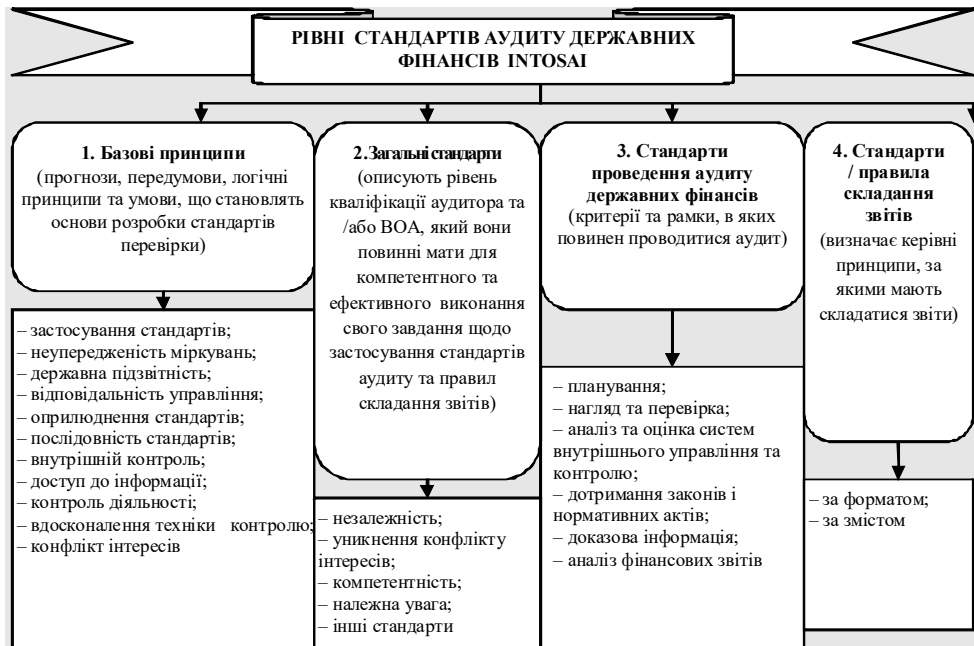 РІВНІ СТАНДАРТІВ АУДИТУ ДЕРЖАВНИХ
ФІНАНСІВ INTOSAI
1. Базові принципи
(прогнози, передумови, логічні
принципи та умови, що становлять
основи розробки стандартів
перевірки)
– застосування стандартів;
– неупередженість міркувань;
– державна підзвітність;
– відповідальність управління;
– оприлюднення стандартів;
– послідовність стандартів;
– внутрішній контроль;
– доступ до інформації;
– контроль діяльності;
– вдосконалення техніки контролю;
– конфлікт інтересів
2.Загальні стандарти
(описують рівень
кваліфікації аудитора та
/або ВОА, який вони
повинні мати для
компетентного та
ефективного виконання
свого завдання щодо
застосування стандартів
аудиту та правил
складання звітів)
– незалежність;
– уникнення конфлікту
інтересів;
– компетентність;
– належна увага;
– інші стандарти
3. Стандарти
проведення аудиту
державних фінансів
(критерії та рамки, в яких
повинен проводитися аудит)
– планування;
– нагляд та перевірка;
– аналіз та оцінка систем
внутрішнього управління та
контролю;
– дотримання законів і
нормативних актів;
– доказова інформація;
– аналіз фінансових звітів
4. Стандарти
/ правила
складання
звітів
(визначає керівні
принципи, за
якими мають
складатися звіти)
– за форматом;
– за змістом